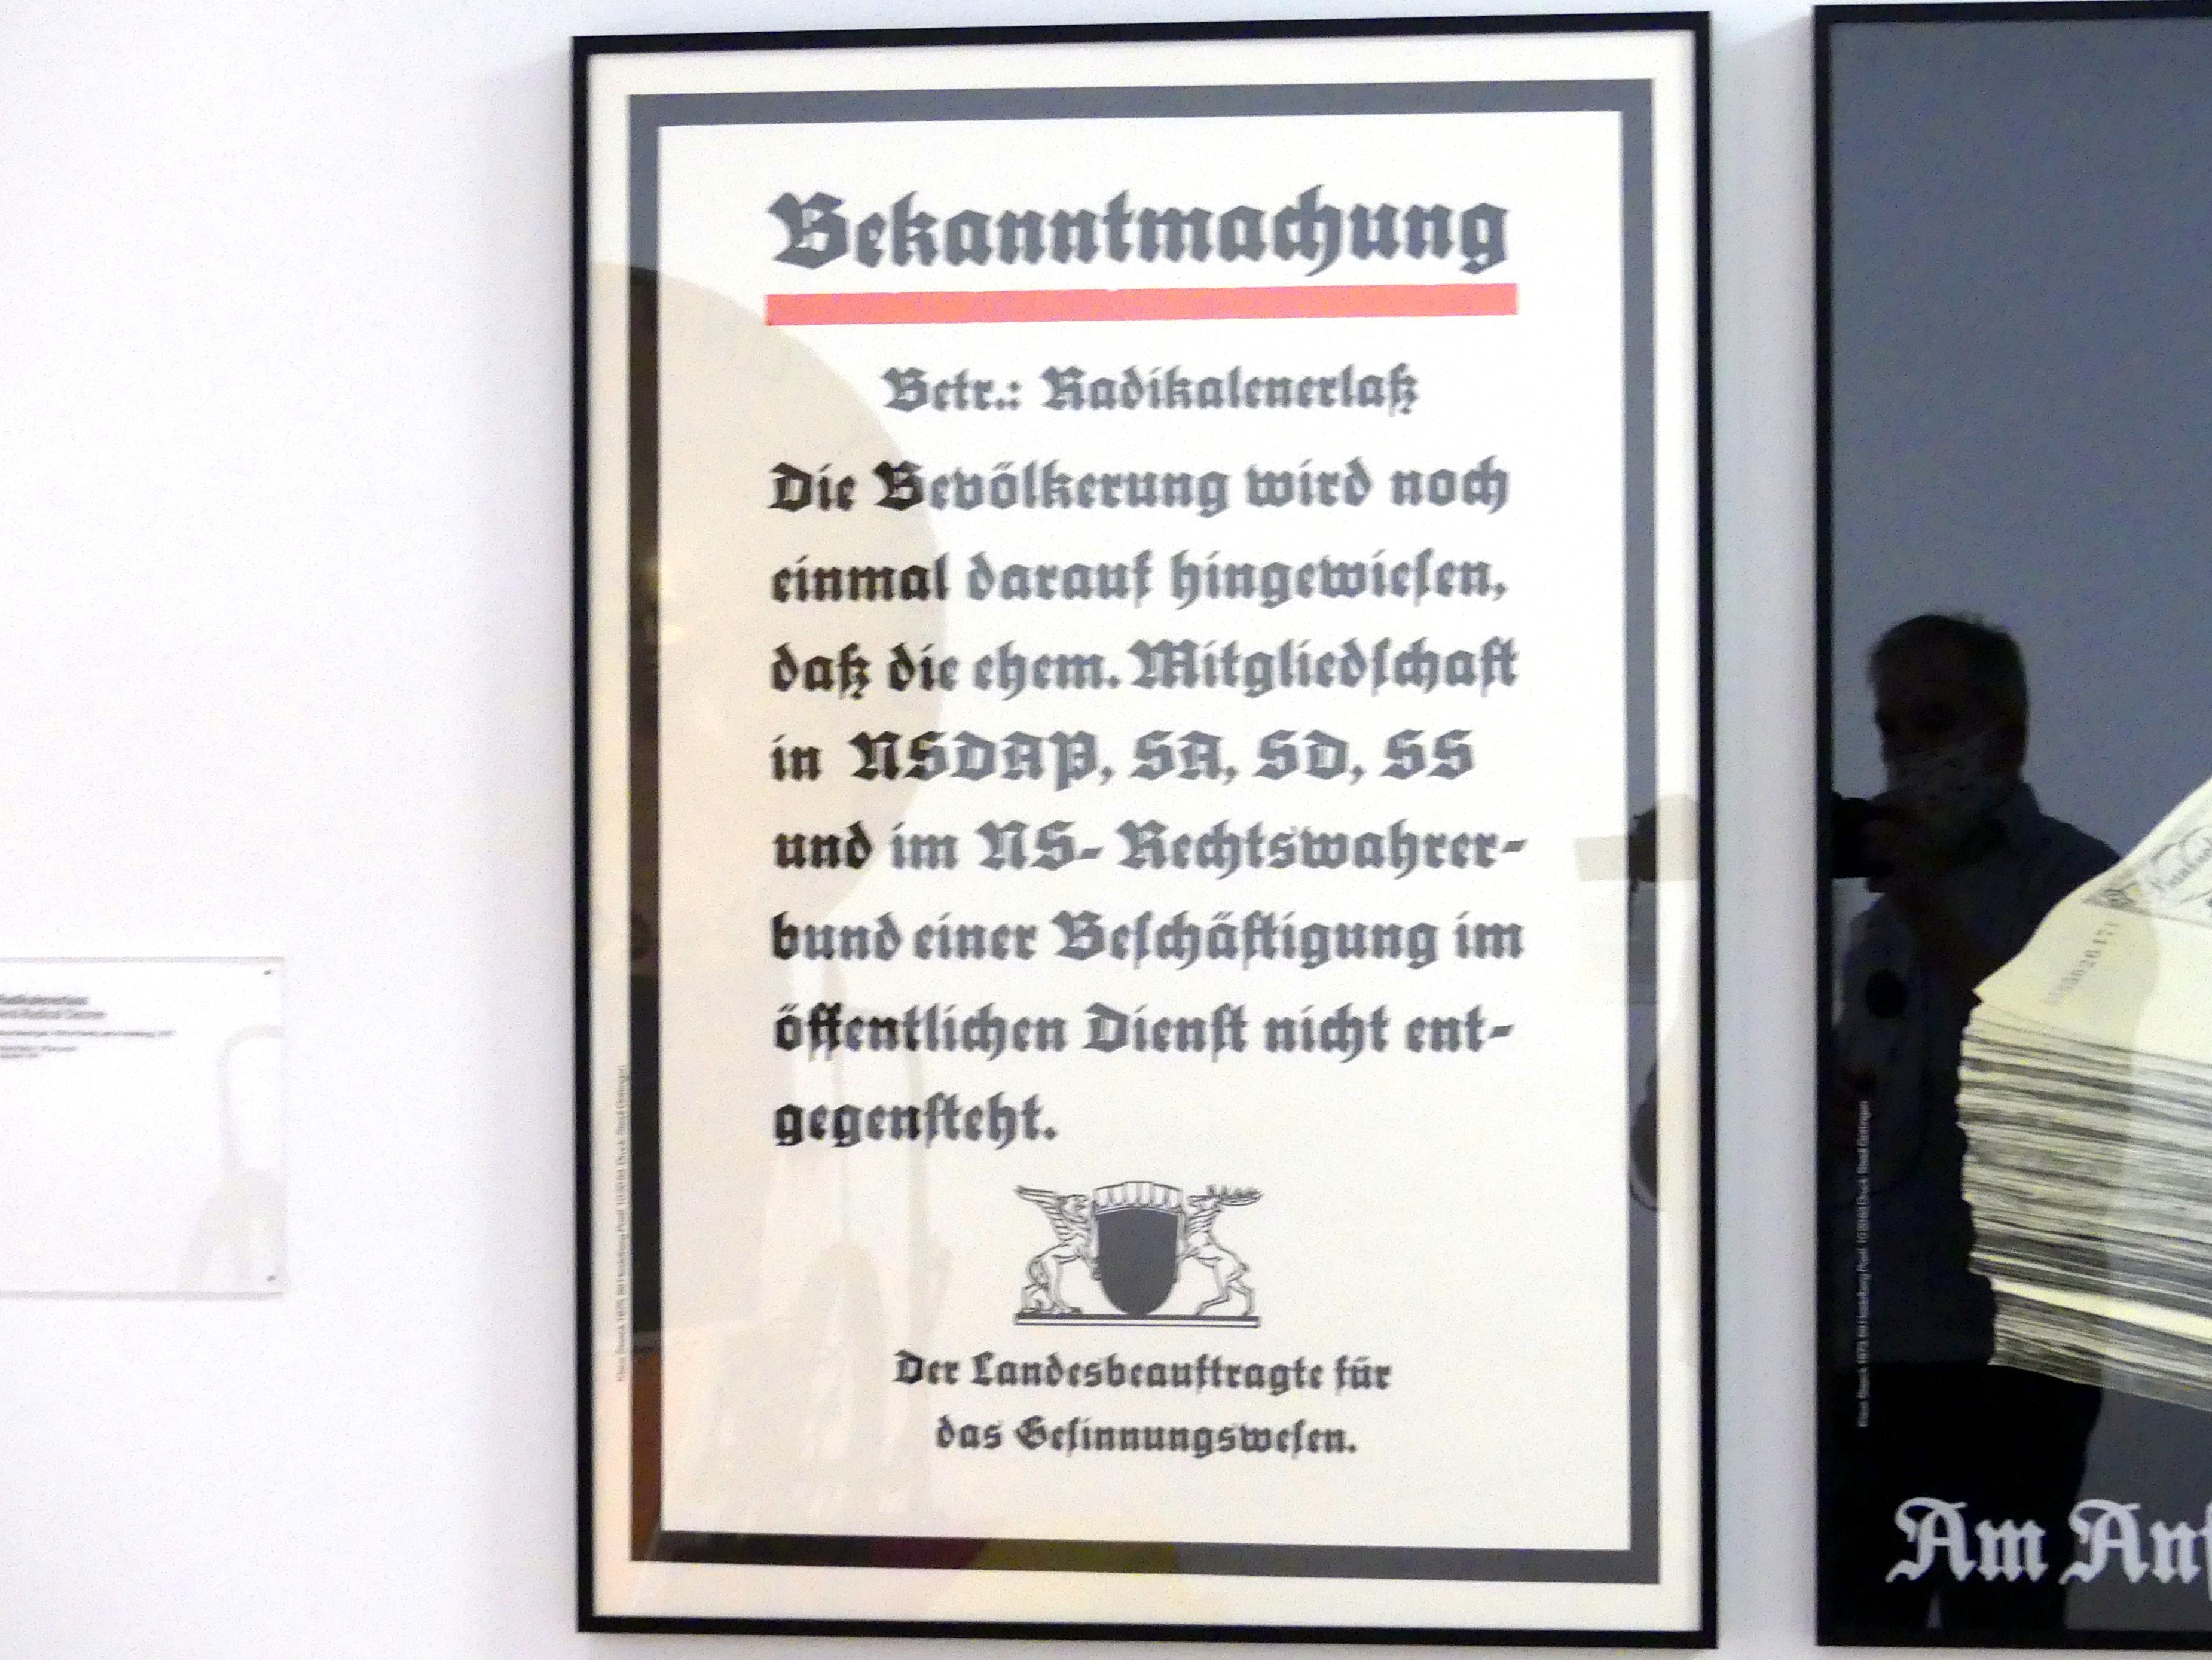 Bekanntmachung
Betr.: Radikalenerlaß
Die Bevölkerung wird noch
einmal darauf hingewiesen,
daß die ehem. Mitgliedschaft
in NSDAP, SA, SD, SS
und im NS-Rechtswahrer-
bund einer Beschäftigung im
öffentlichen Dienst nicht ent-
gegensteht.
Der Landesbeauftragte für
das Gesinnungswesen.
Am